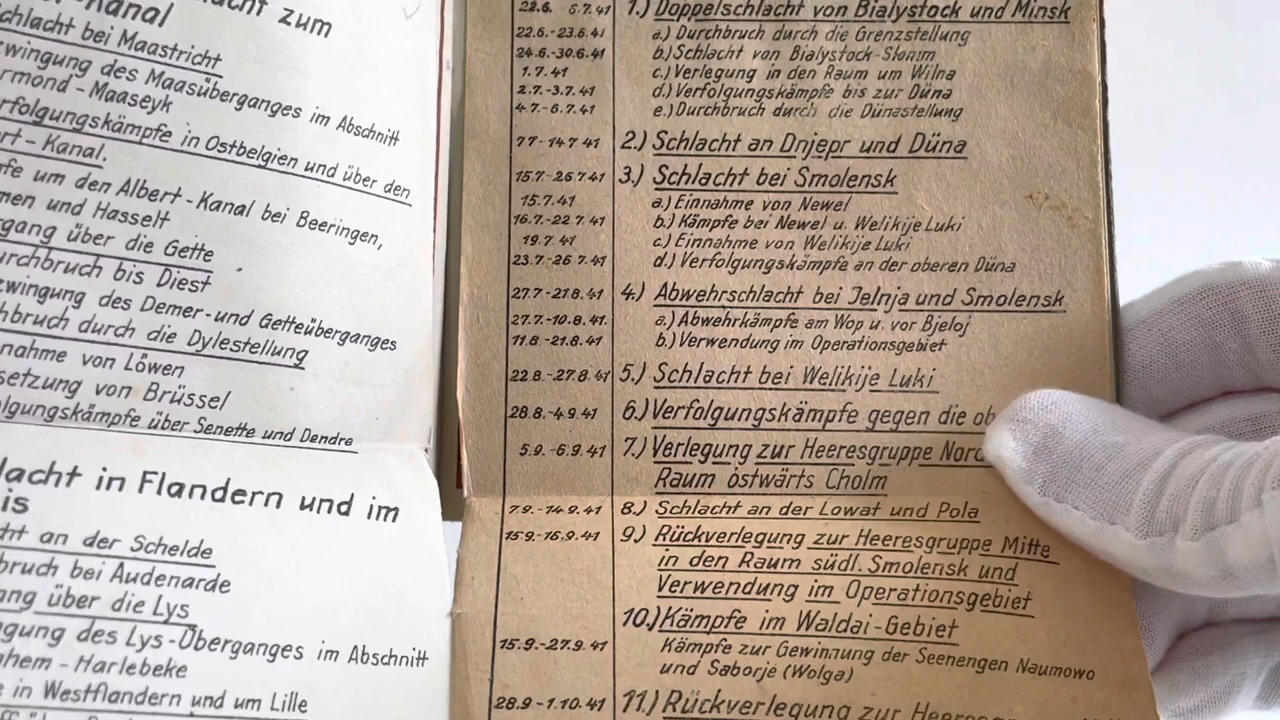 cht zum
Kanal
chlacht bei Maastricht
zwingung des Maasüberganges im Abschnitt
rmond - Maaseyk
rfolgungskämpfe in Ostbelgien und über den
rt - Kanal.
fe um den Albert-Kanal bei Beeringen,
men und Hasselt
gang über die Gette
urchbruch bis Diest
zwingung des Demer-und Getteüberganges
hbruch durch die Dylestellung
nahme von Löwen
setzung von Brüssel
lgungskämpfe über Senette und Dendre
lacht in Flandern und im
is
ht an der Schelde
bruch bei Audenarde
ang über die Lys
gung des Lys-Überganges im Abschnitt
ghem - Harlebeke
e in Westflandern und um Lille
22.6. 6.7.41 1.) Doppelschlacht von Bialystock und Minsk
22.6.-23.6.41 a.) Durchbruch durch die Grenzstellung
24.6.-30.6.41 b.) Schlacht von Bialystock-Slonim
1.7.41 c.) Verlegung in den Raum um Wilna
2.7.-3.7.41 d.) Verfolgungskämpfe bis zur Düna
4.7.-6.7.41 e.) Durchbruch durch die Dünastellung
7.7-14.7 41 2.) Schlacht an Dnjepr und Düna
15.7.-26.7.41 3.) Schlacht bei Smolensk
15.7.41 a.) Einnahme von Newel
16.7.-22.7.41 b.) Kämpfe bei Newel u. Welikije Luki
19.7.41 c.) Einnahme von Welikije Luki
23.7.-26.7.41 d.) Verfolgungskämpfe an der oberen Düna
27.7.-21.8.41 4.) Abwehrschlacht bei Jelnja und Smolensk
27.7.-10.8.41. a.) Abwehrkämpfe am Wop u. vor Bjeloj
11.8.-21.8.41 b.) Verwendung im Operationsgebiet
22.8.-27.8.41 5.) Schlacht bei Welikije Luki
28.8.-4.9.41 6.) Verfolgungskämpfe gegen die ob
5.9.-6.9.41 7.) Verlegung zur Heeresgruppe Nord
Raum ostwärts Cholm
7.9.-14.9.41 8.) Schlacht an der Lowat und Pola
15.9.-16.9.41 9.) Rückverlegung zur Heeresgruppe Mitte
in den Raum südl. Smolensk und
Verwendung im Operationsgebiet
10.) Kämpfe im Waldai-Gebiet
15.9.-27.9.41 Kämpfe zur Gewinnung der Seenengen Naumowo
und Saborje (Wolga)
28.9.-1.10.41 11.) Rückverlegung zur